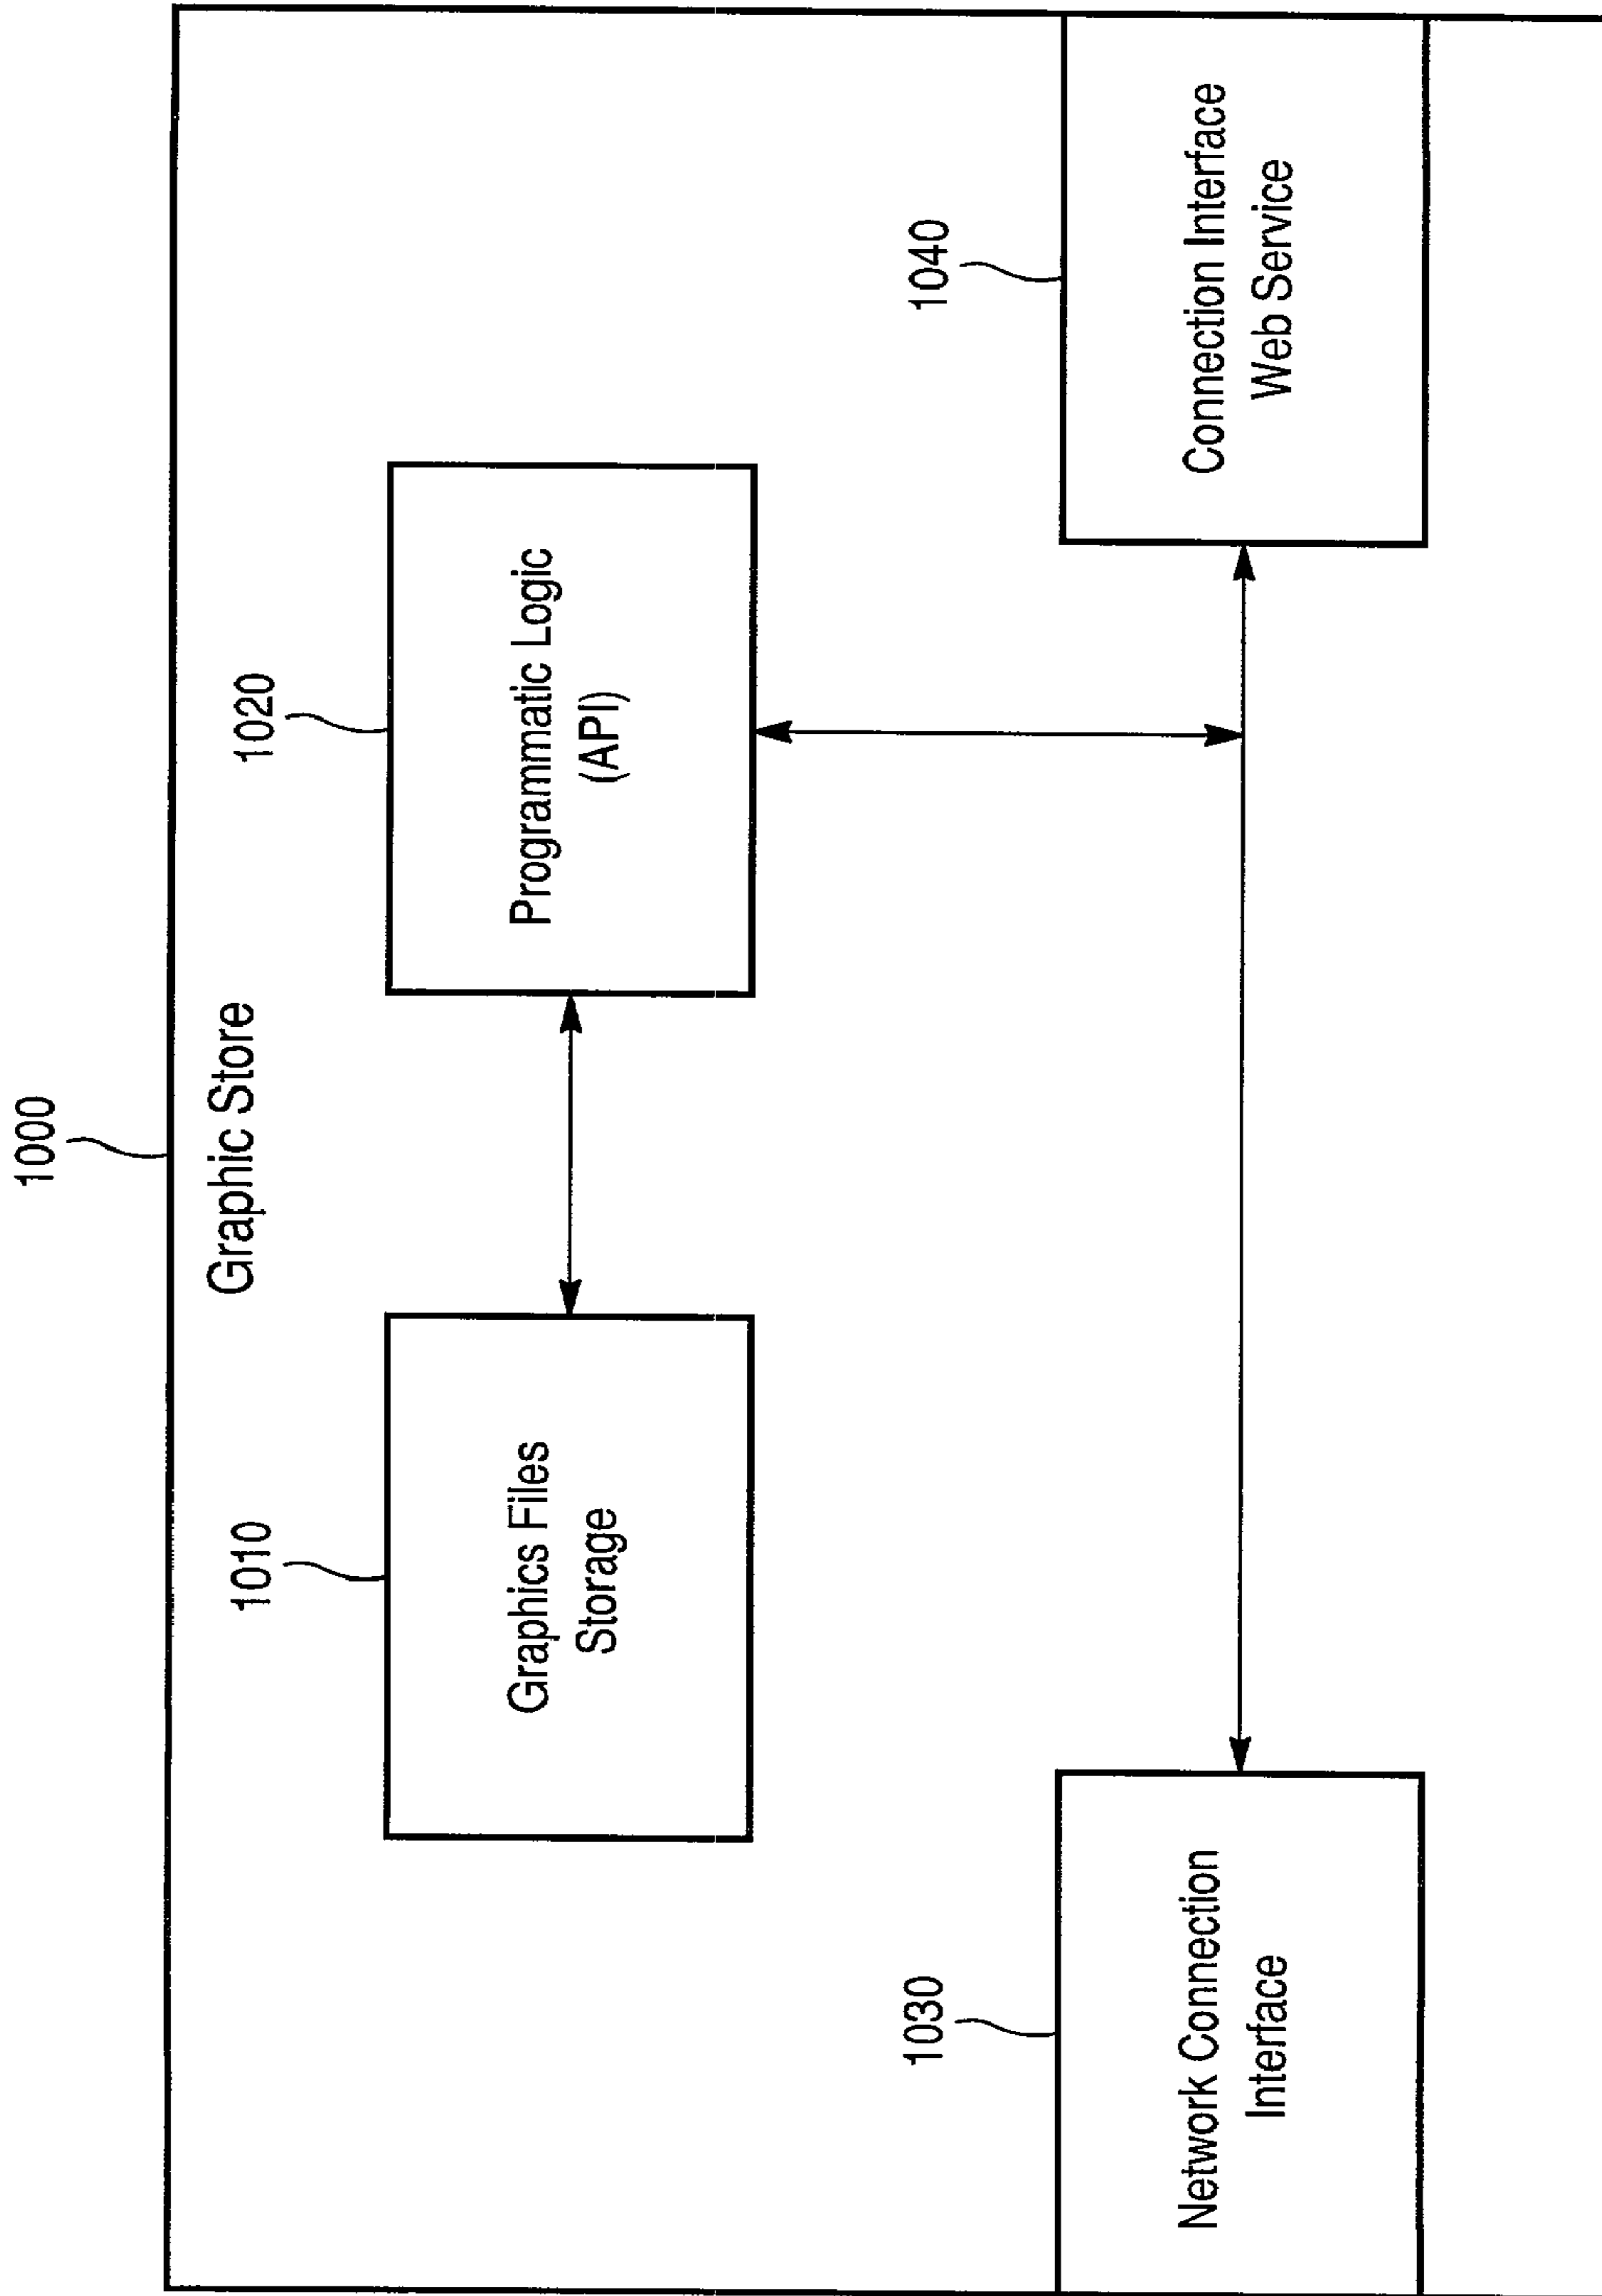 1000
Graphic Store
1010
Graphics Files
Storage
1020
Programmatic Logic
(API)
1030
Network Connection
Interface
1040
Connection Interface
Web Service